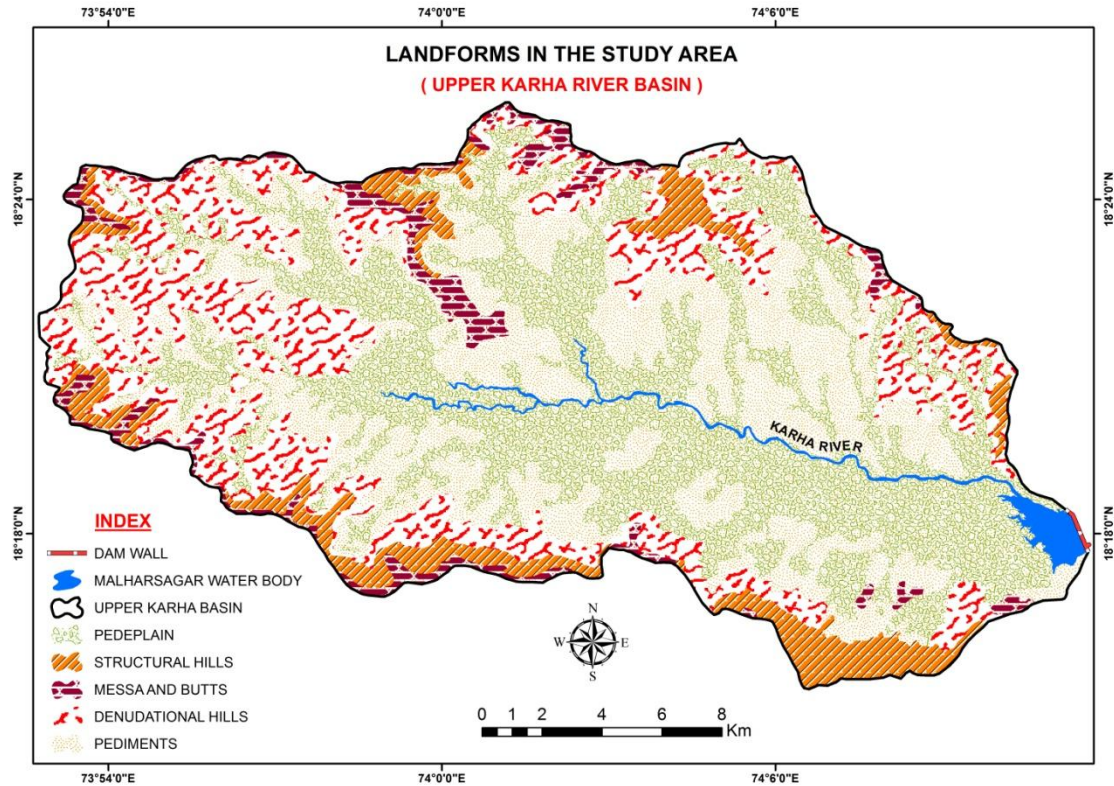 73°54'0"E 74°0'0"E 74°6'0"E
LANDFORMS IN THE STUDY AREA
( UPPER KARHA RIVER BASIN )
18°24'0"N 18°24'0"N
KARHA RIVER
18°18'0"N 18°18'0"N
INDEX
DAM WALL
MALHARSAGAR WATER BODY
UPPER KARHA BASIN
PEDEPLAIN
STRUCTURAL HILLS
MESSA AND BUTTS
DENUDATIONAL HILLS
PEDIMENTS
N
W E
S
0 1 2 4 6 8
Km
73°54'0"E 74°0'0"E 74°6'0"E